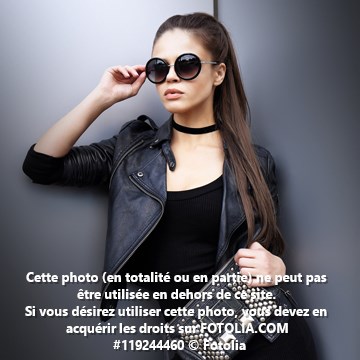 Cette photo (en totalité ou en partie) ne peut pas
être utilisée en dehors de ce site.
Si vous désirez utiliser cette photo, vous devez en
acquérir les droits sur FOTOLIA.COM
#119244460 © Fotolia